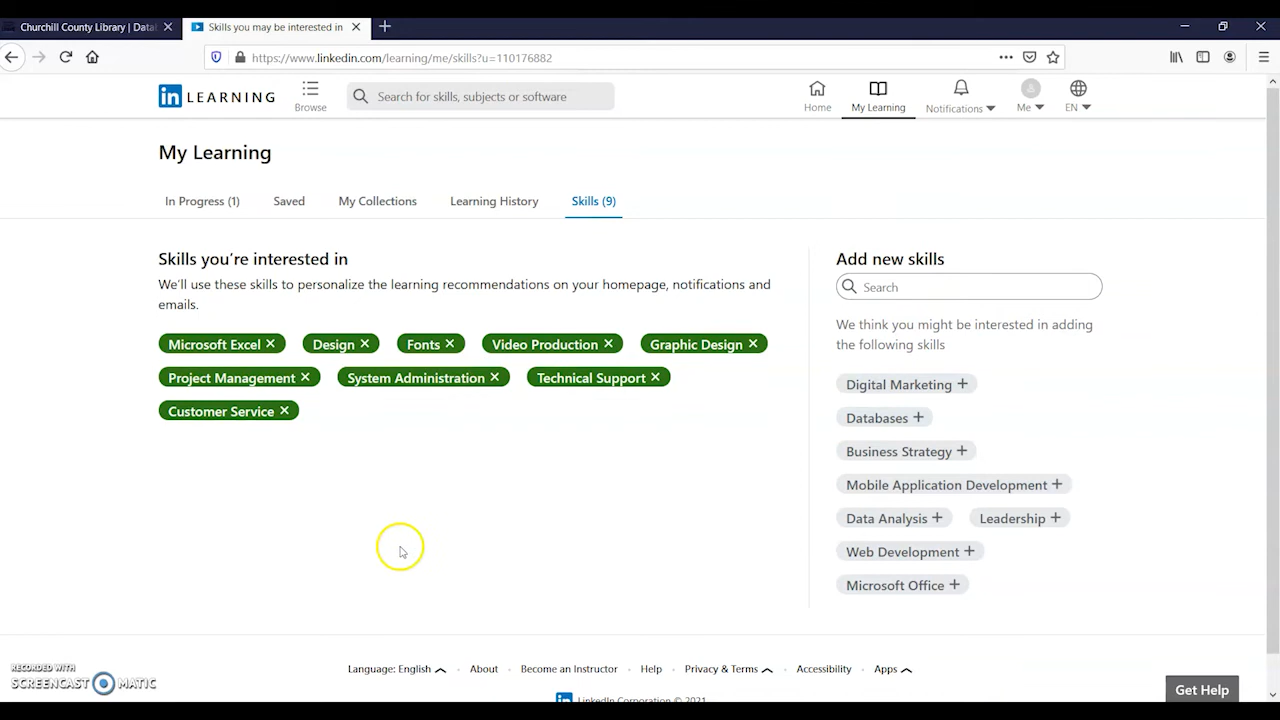 Churchill County Library | Datab
Skills you may be interested in
https://www.linkedin.com/learning/me/skills?u=110176882
in LEARNING
Browse
Search for skills, subjects or software
Home
My Learning
Notifications
Me
EN
My Learning
In Progress (1)
Saved
My Collections
Learning History
Skills (9)
Skills you're interested in
We'll use these skills to personalize the learning recommendations on your homepage, notifications and
emails.
Microsoft Excel ×
Design ×
Fonts ×
Video Production ×
Graphic Design ×
Project Management ×
System Administration ×
Technical Support ×
Customer Service ×
Add new skills
Search
We think you might be interested in adding
the following skills
Digital Marketing +
Databases +
Business Strategy +
Mobile Application Development +
Data Analysis +
Leadership +
Web Development +
Microsoft Office +
Language: English
About
Become an Instructor
Help
Privacy & Terms
Accessibility
Apps
in LinkedIn Corporation © 2021
Get Help
RECORDED WITH
SCREENCAST MATIC